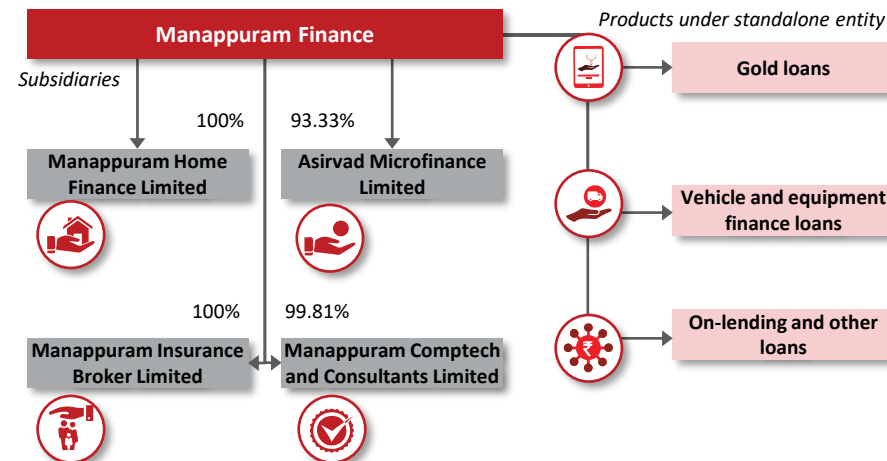 Products under standalone entity
Manappuram Finance
Subsidiaries
Gold loans
100%
93.33%
Manappuram Home
Finance Limited
Asirvad Microfinance
Limited
Vehicle and equipment
finance loans
100%
99.81%
On-lending and other
loans
Manappuram Insurance
Broker Limited
Manappuram Comptech
and Consultants Limited
₹